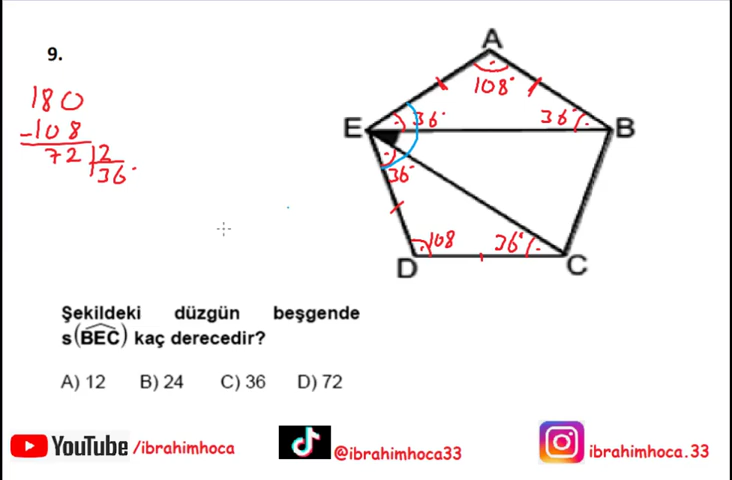 9.
180
-108
72 2
36°
A
108°
E
36°
36°
B
36°
D
108
36°
C
Şekildeki düzgün beşgende
s(BEC) kaç derecedir?
A) 12 B) 24 C) 36 D) 72
YouTube /ibrahimhoca
@ibrahimhoca33
ibrahimhoca.33